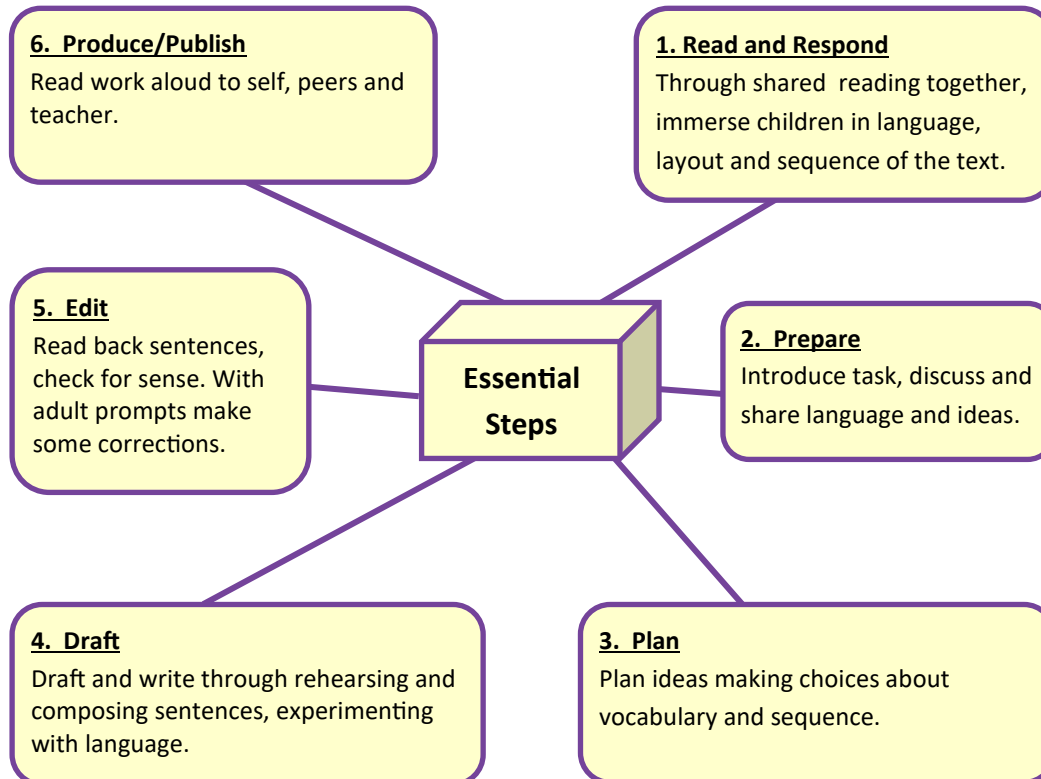 6. Produce/Publish
Read work aloud to self, peers and
teacher.
1. Read and Respond
Through shared reading together,
immerse children in language,
layout and sequence of the text.
5. Edit
Read back sentences,
check for sense. With
adult prompts make
some corrections.
Essential
Steps
2. Prepare
Introduce task, discuss and
share language and ideas.
4. Draft
Draft and write through rehearsing and
composing sentences, experimenting
with language.
3. Plan
Plan ideas making choices about
vocabulary and sequence.